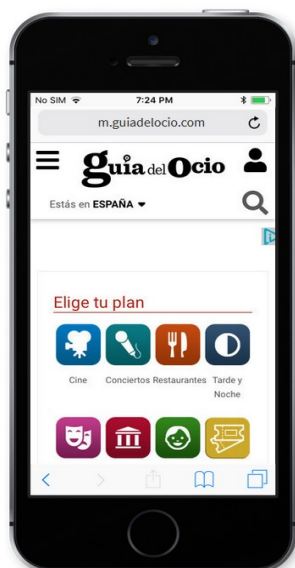 No SIM 7:24 PM
m.guiadelocio.com
guía del Ocio
Estás en ESPAÑA
Elige tu plan
Cine Conciertos Restaurantes Tarde y Noche